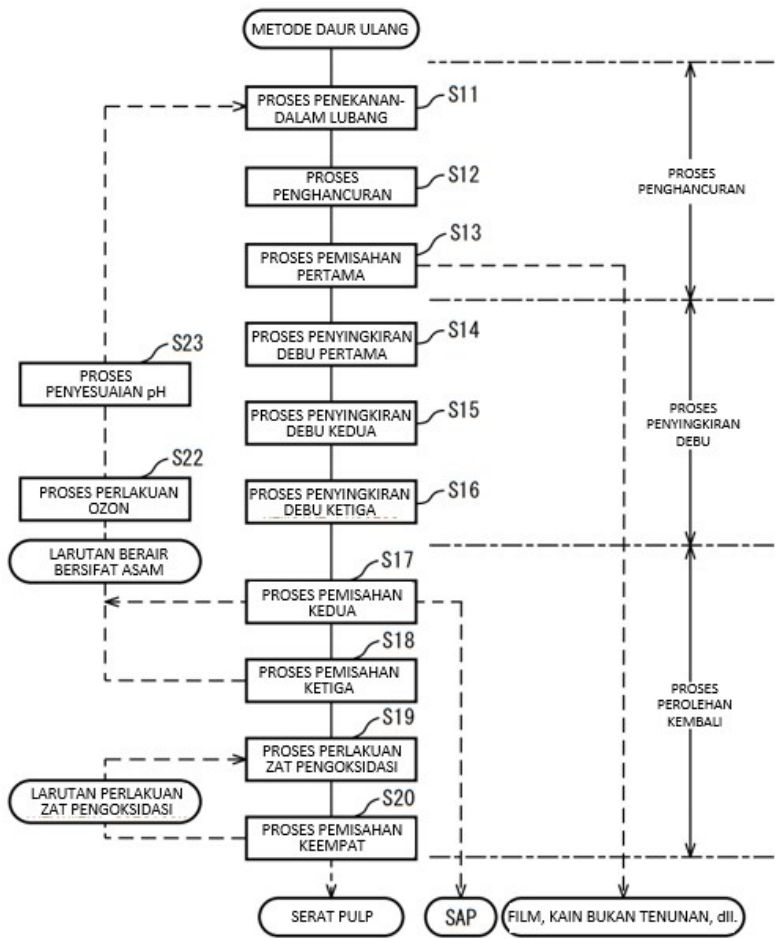 METODE DAUR ULANG
PROSES PENEKANAN-
DALAM LUBANG
S11
PROSES
PENGHANCURAN
S12
PROSES
PENGHANCURAN
PROSES PEMISAHAN
PERTAMA
S13
PROSES PENYINGKIRAN
DEBU PERTAMA
S14
S23
PROSES
PENYESUAIAN pH
PROSES PENYINGKIRAN
DEBU KEDUA
S15
PROSES
PENYINGKIRAN
DEBU
S22
PROSES PERLAKUAN
OZON
PROSES PENYINGKIRAN
DEBU KETIGA
S16
LARUTAN BERAIR
BERSIFAT ASAM
PROSES PEMISAHAN
KEDUA
S17
PROSES PEMISAHAN
KETIGA
S18
PROSES
PEROLEHAN
KEMBALI
PROSES PERLAKUAN
ZAT PENGOKSIDASI
S19
LARUTAN PERLAKUAN
ZAT PENGOKSIDASI
PROSES PEMISAHAN
KEEMPAT
S20
SERAT PULP
SAP
FILM, KAIN BUKAN TENUNAN, dll.